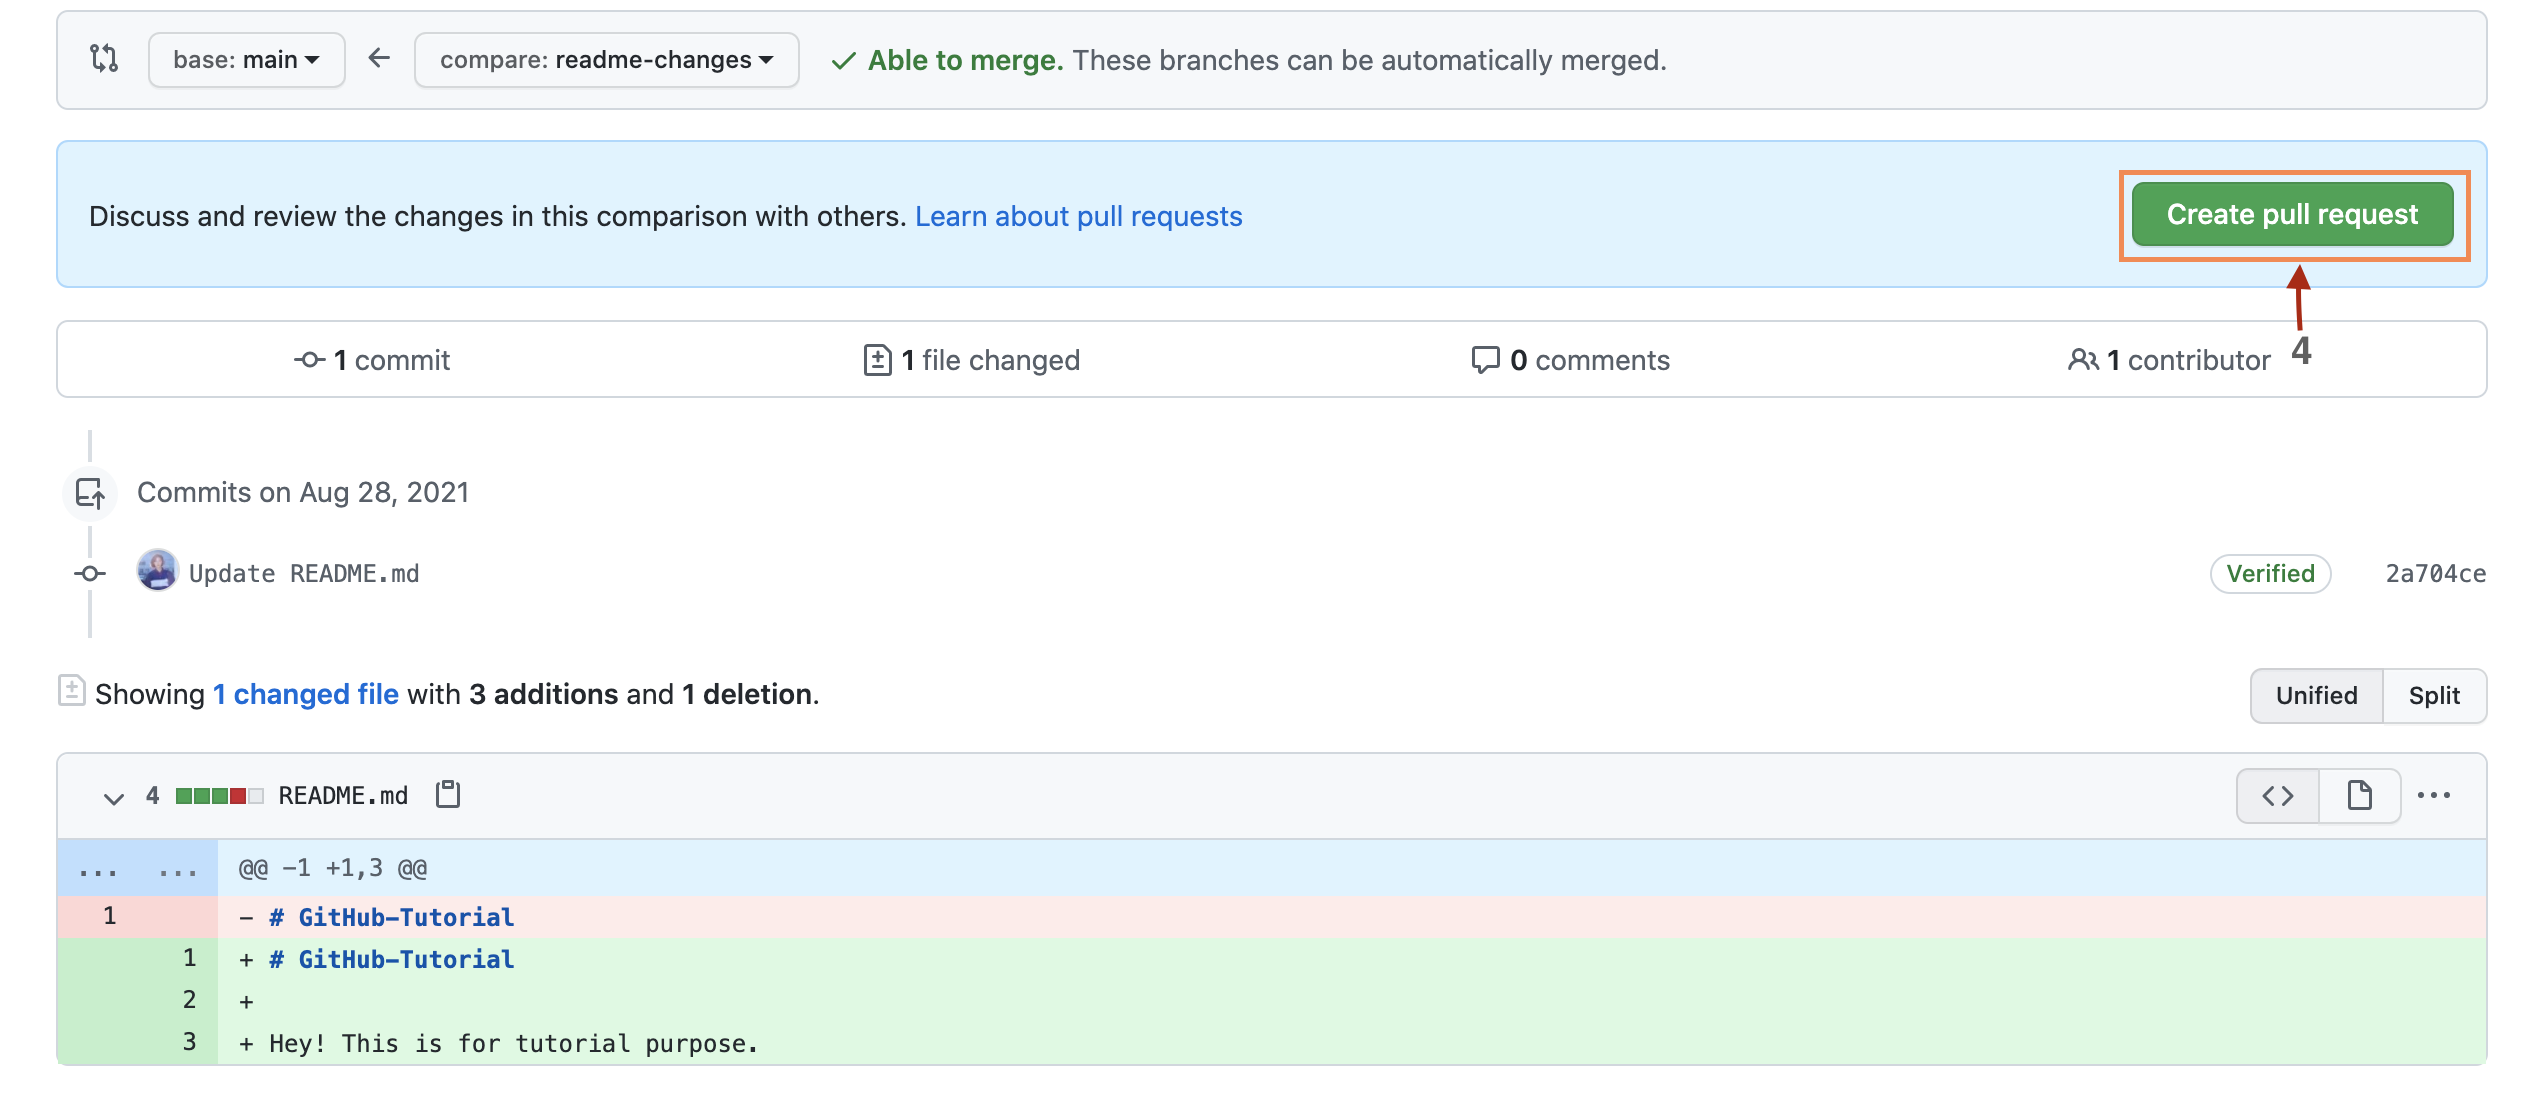 base: main compare: readme-changes Able to merge. These branches can be automatically merged.
Discuss and review the changes in this comparison with others. Learn about pull requests Create pull request
1 commit 1 file changed 0 comments 1 contributor 4
Commits on Aug 28, 2021
Update README.md Verified 2a704ce
Showing 1 changed file with 3 additions and 1 deletion. Unified Split
4 README.md
... ... @@ -1 +1,3 @@
1 - # GitHub-Tutorial
1 + # GitHub-Tutorial
2 +
3 + Hey! This is for tutorial purpose.